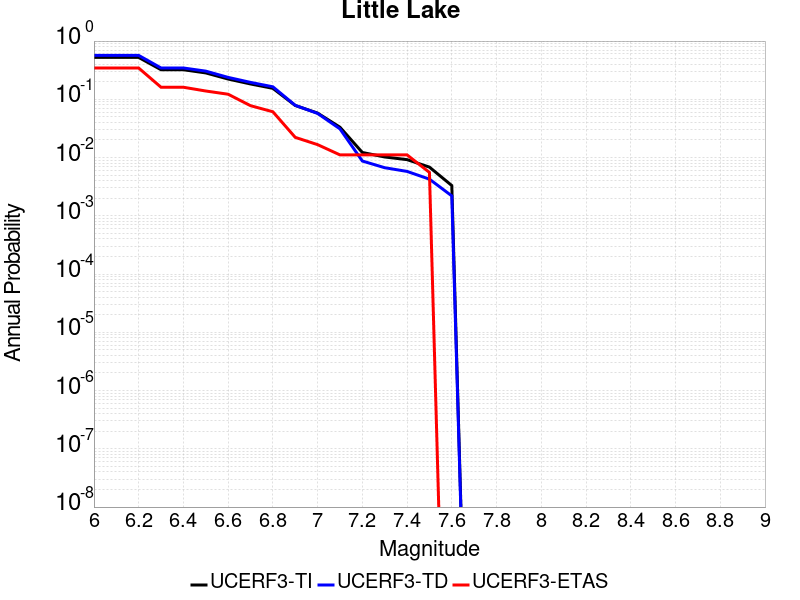 Little Lake
10^0
10^-1
10^-2
10^-3
10^-4
10^-5
10^-6
10^-7
10^-8
Annual Probability
6 6.2 6.4 6.6 6.8 7 7.2 7.4 7.6 7.8 8 8.2 8.4 8.6 8.8 9
Magnitude
UCERF3-TI UCERF3-TD UCERF3-ETAS